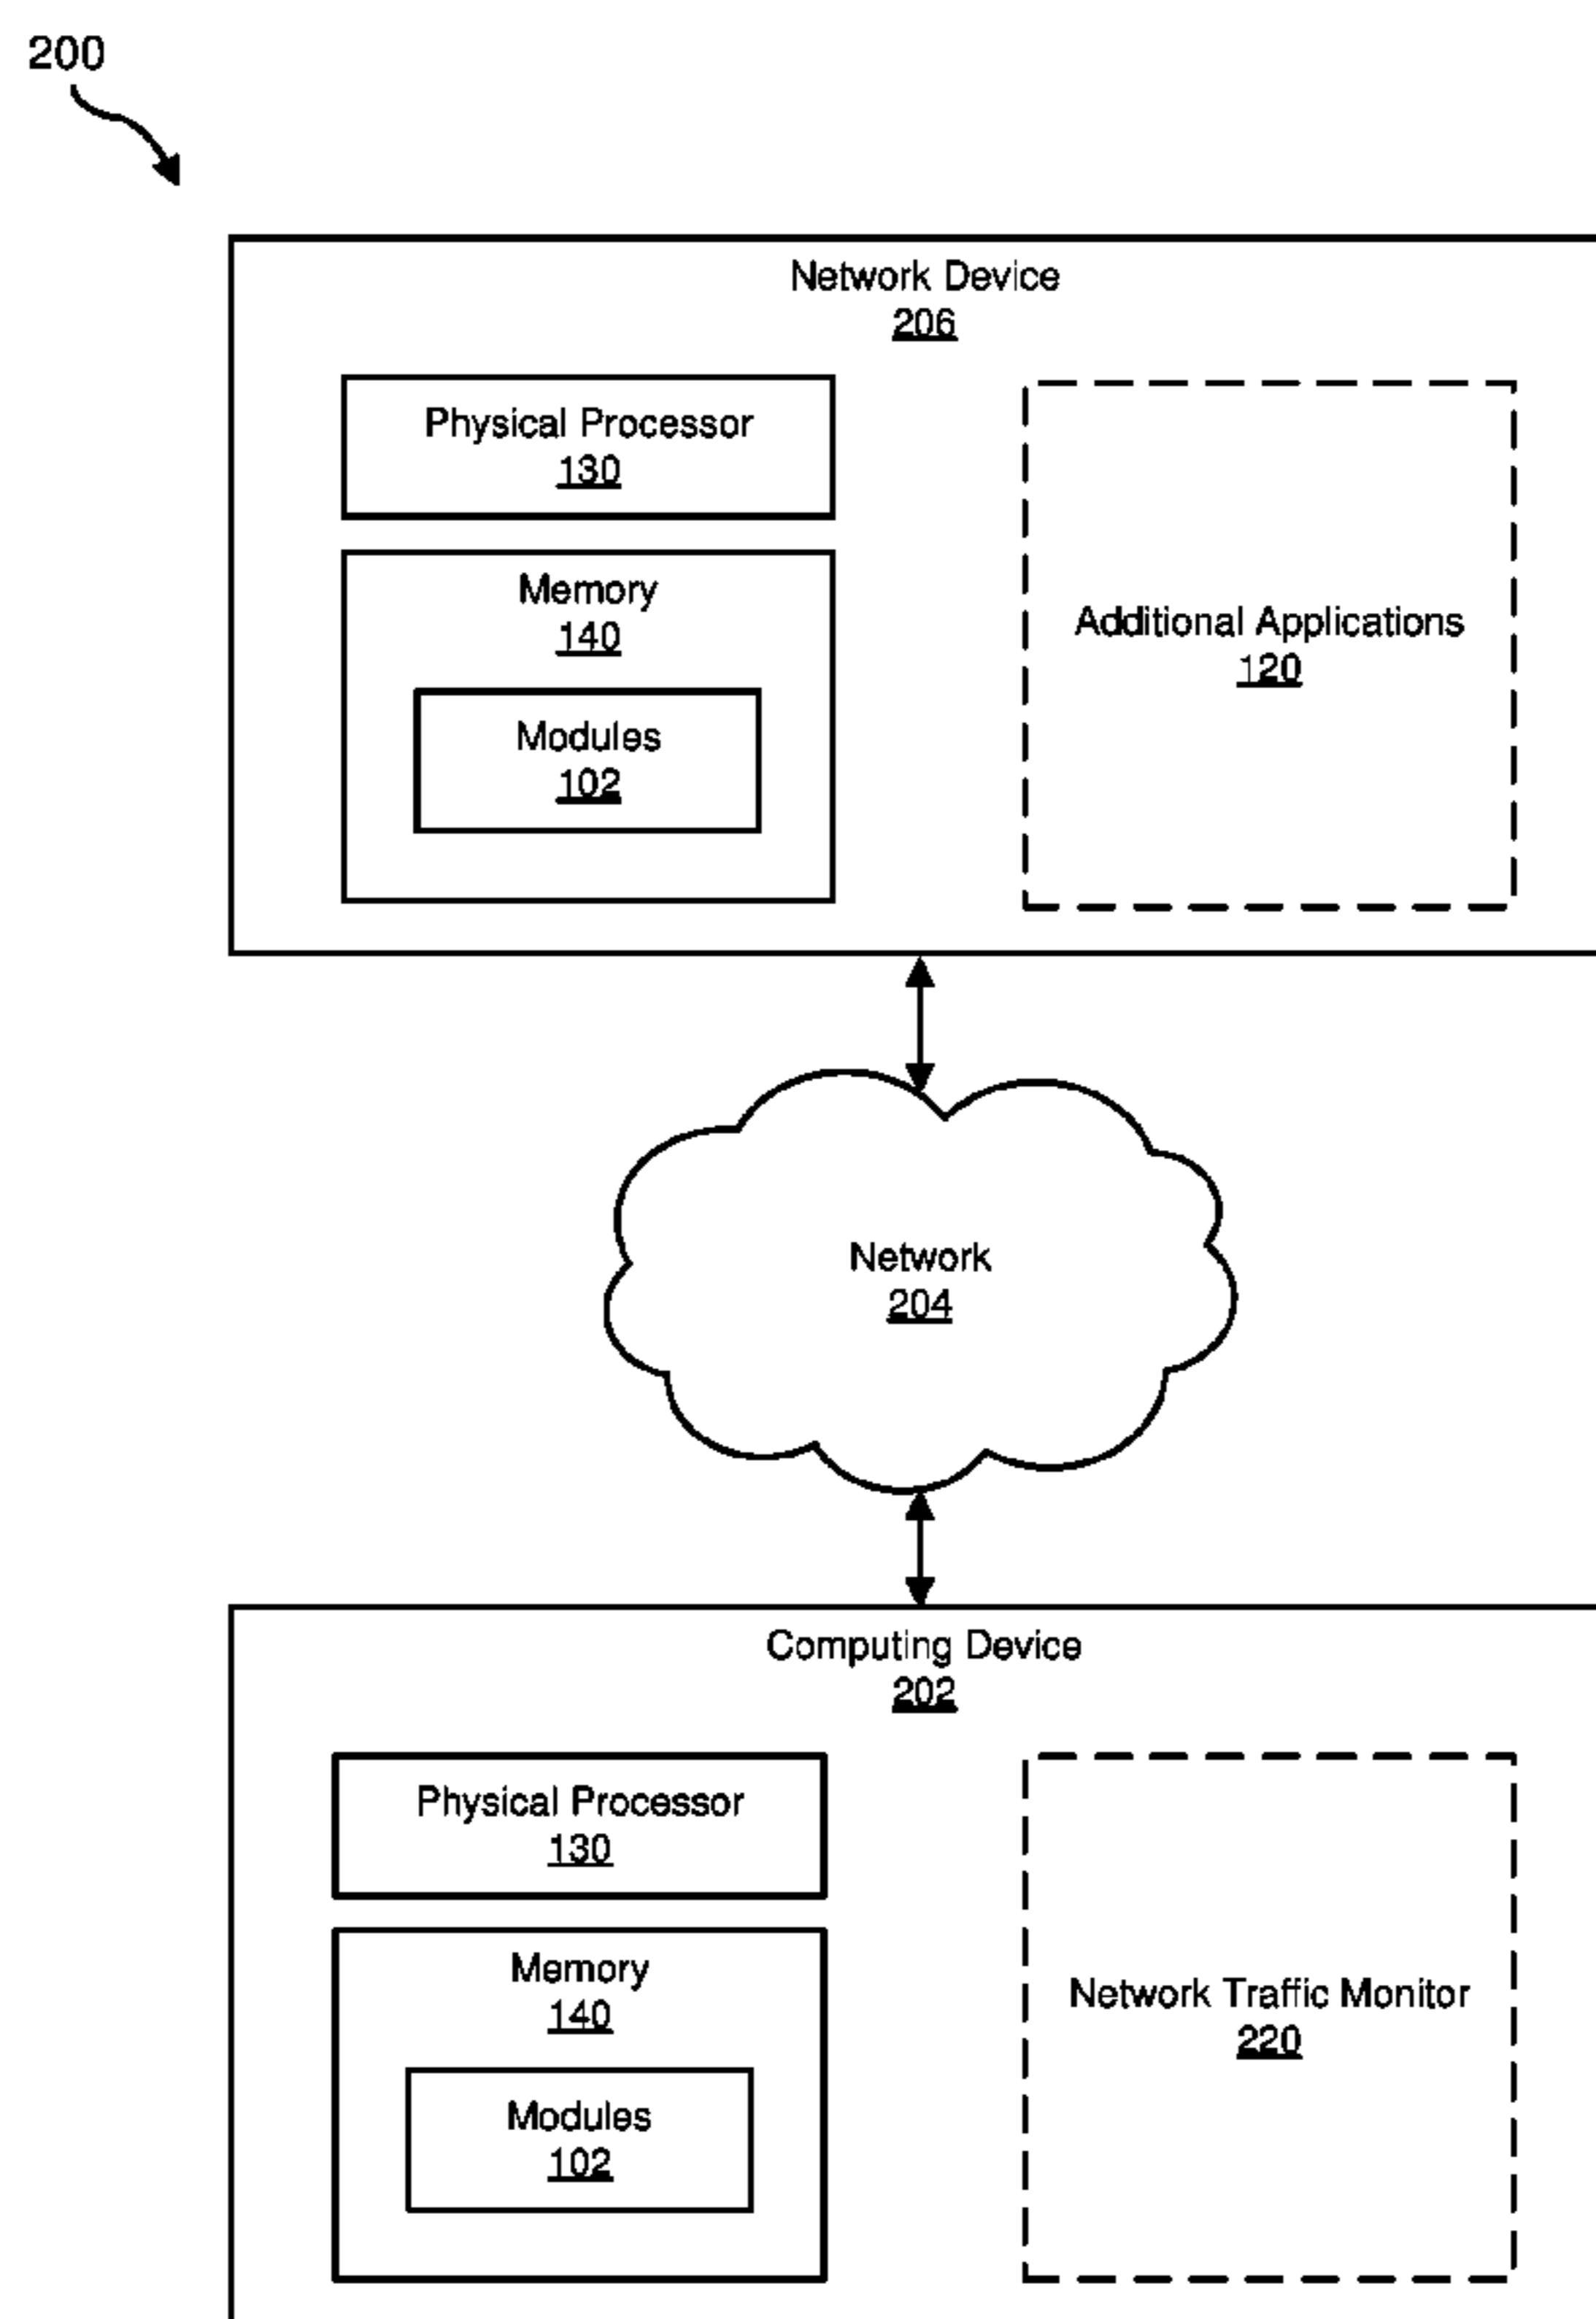 200
Network Device
206
Physical Processor
130
Memory
140
Modules
102
Additional Applications
120
Network
204
Computing Device
202
Physical Processor
130
Memory
140
Modules
102
Network Traffic Monitor
220